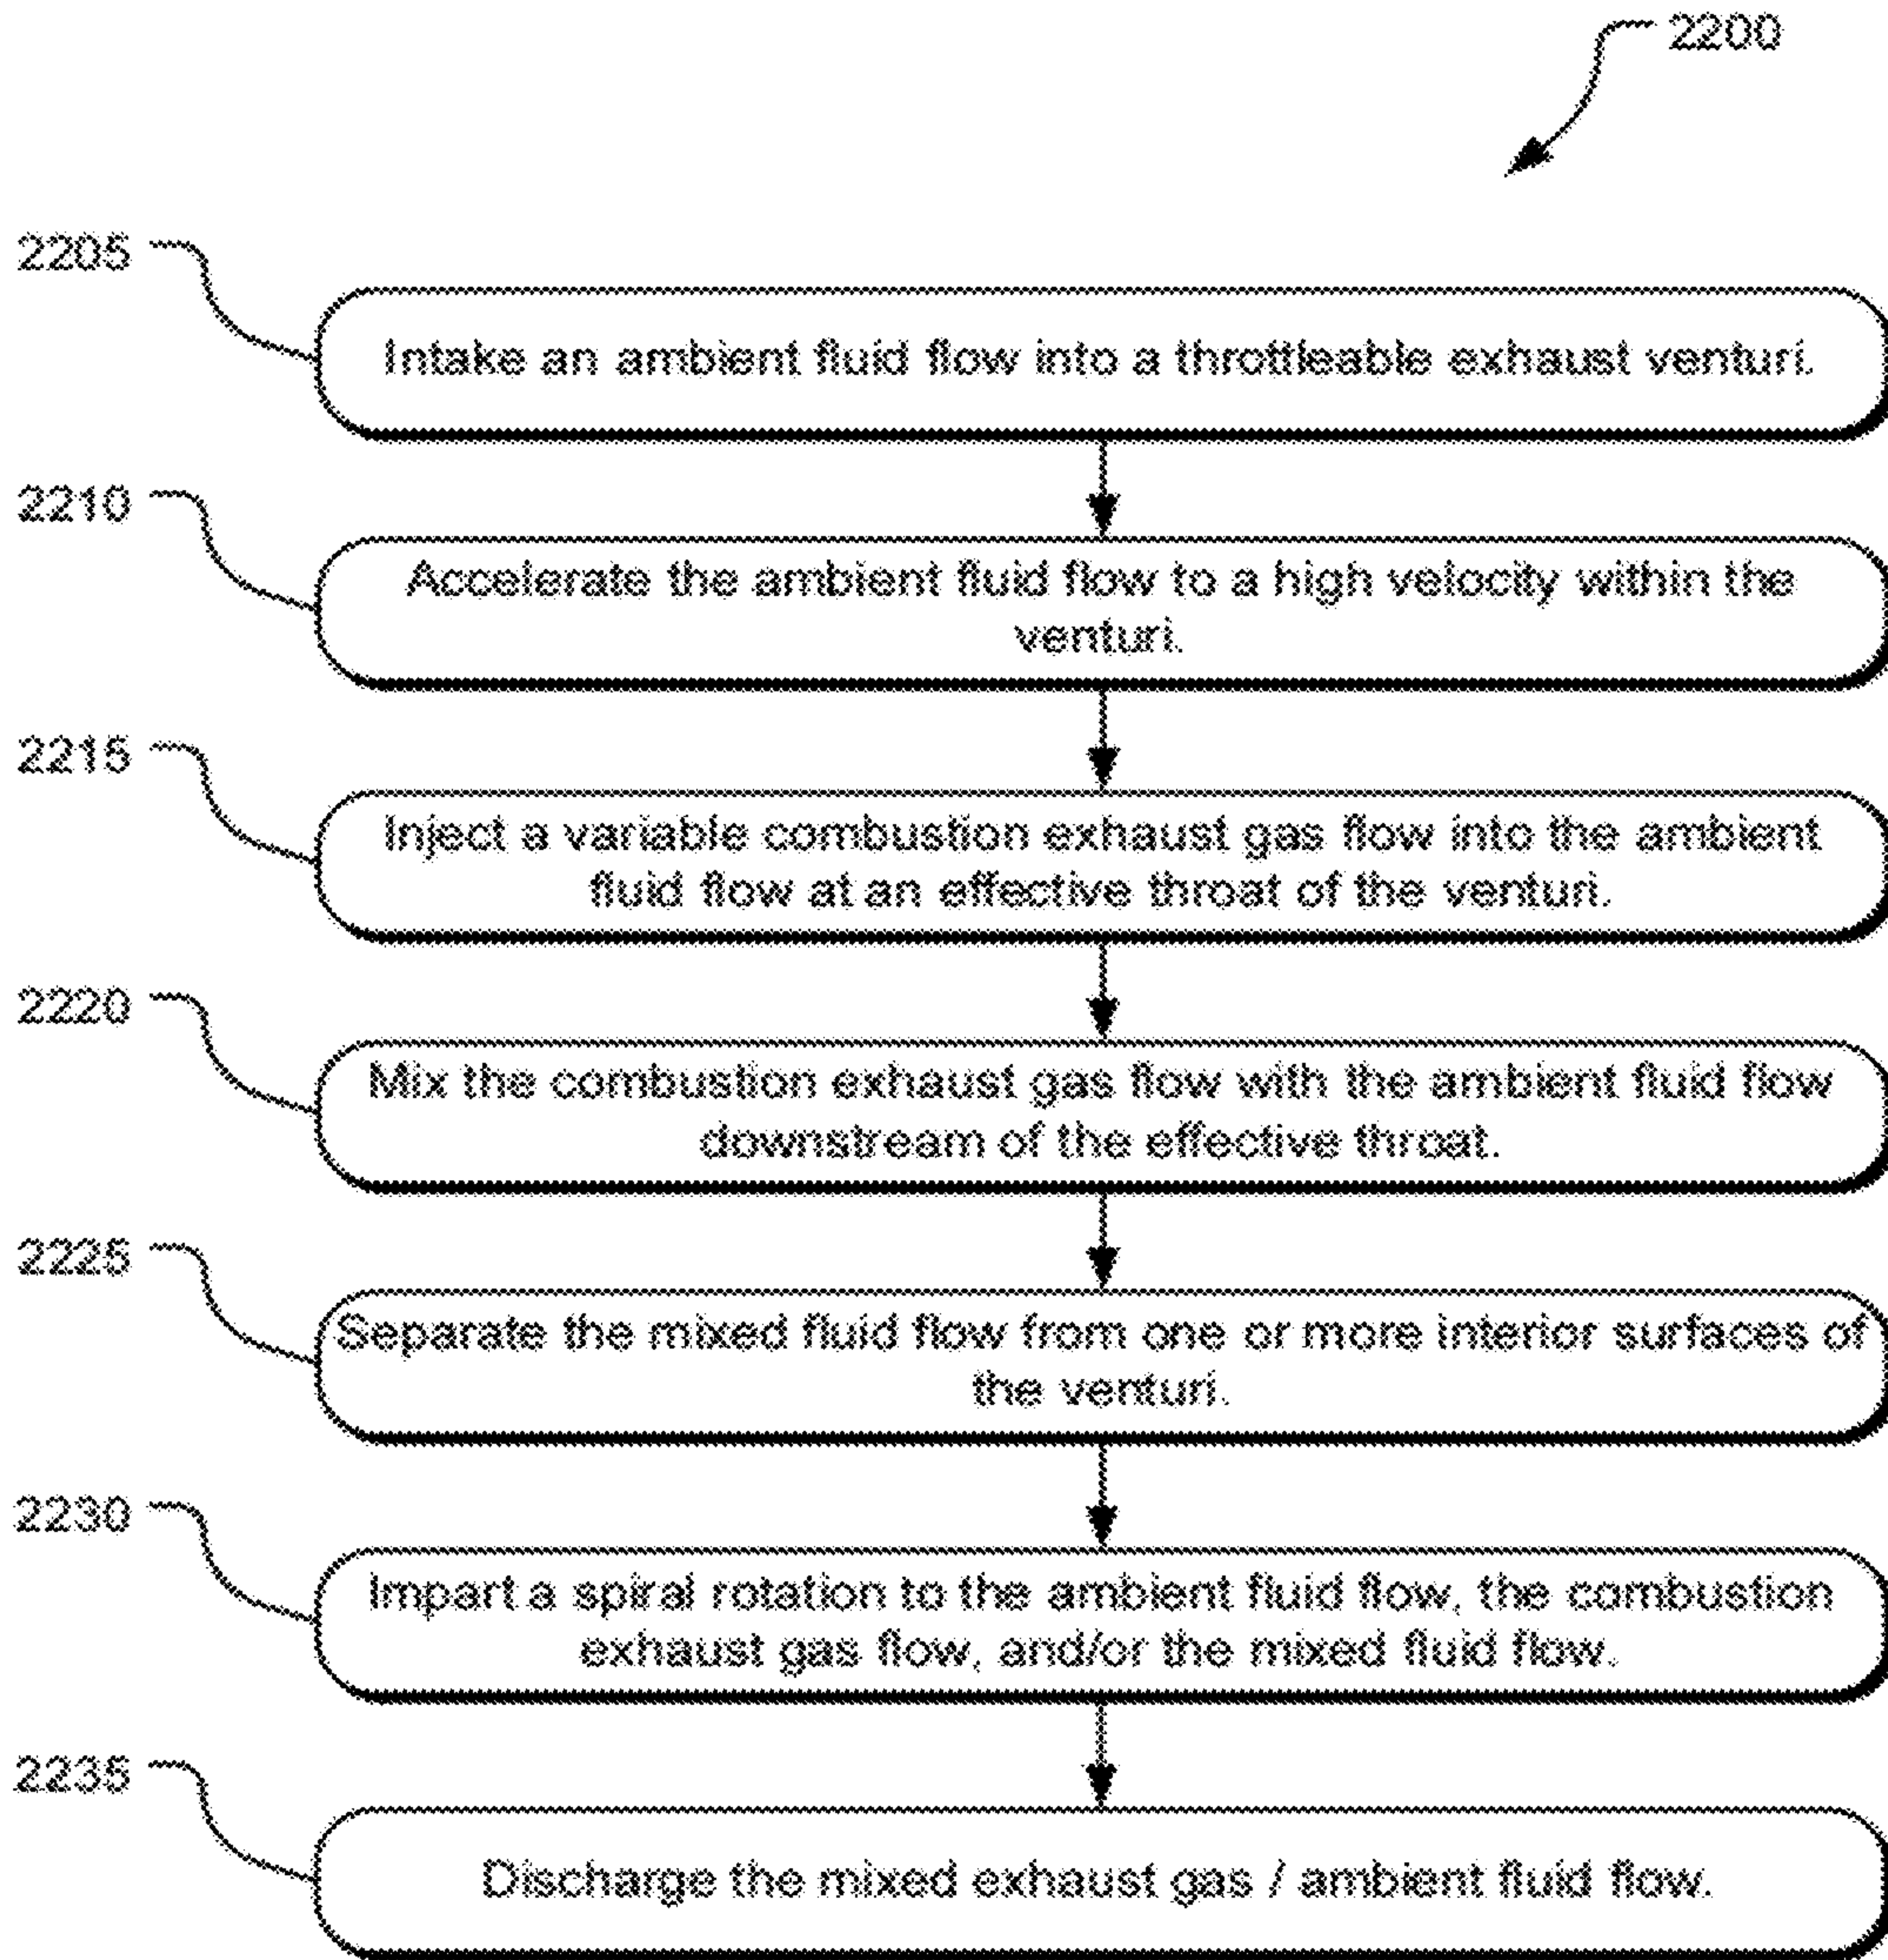 2200
2205
Intake an ambient fluid flow into a throttleable exhaust venturi.
2210
Accelerate the ambient fluid flow to a high velocity within the
venturi.
2215
Inject a variable combustion exhaust gas flow into the ambient
fluid flow at an effective throat of the venturi.
2220
Mix the combustion exhaust gas flow with the ambient fluid flow
downstream of the effective throat.
2225
Separate the mixed fluid flow from one or more interior surfaces of
the venturi.
2230
Impart a spiral rotation to the ambient fluid flow, the combustion
exhaust gas flow, and/or the mixed fluid flow.
2235
Discharge the mixed exhaust gas / ambient fluid flow.